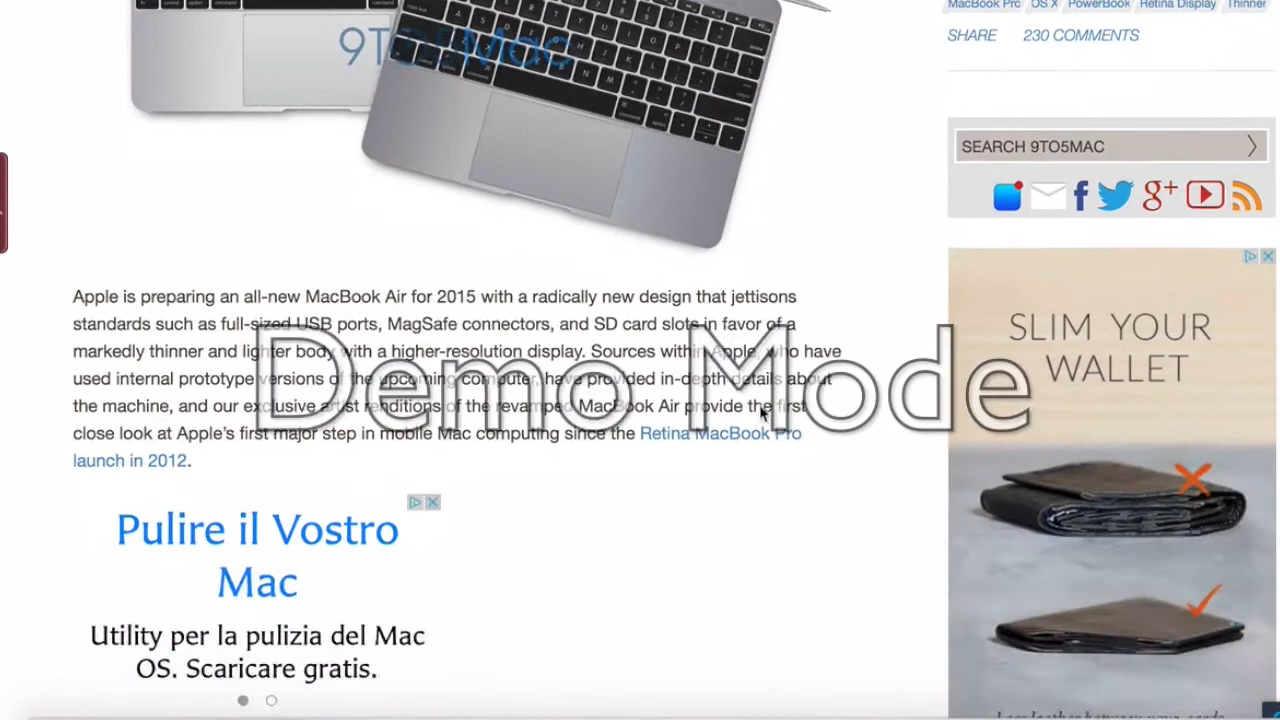 MacBook Pro OS X PowerBook Retina Display Thinner
SHARE 230 COMMENTS
9TO5Mac
SEARCH 9TO5MAC
Apple is preparing an all-new MacBook Air for 2015 with a radically new design that jettisons
standards such as full-sized USB ports, MagSafe connectors, and SD card slots in favor of a
markedly thinner and lighter body with a higher-resolution display. Sources within Apple, who have
used internal prototype versions of the upcoming computer, have provided in-depth details about
the machine, and our exclusive artist renditions of the revamped MacBook Air provide the first
close look at Apple's first major step in mobile Mac computing since the Retina MacBook Pro
launch in 2012.
Demo Mode
SLIM YOUR
WALLET
Pulire il Vostro
Mac
Utility per la pulizia del Mac
OS. Scaricare gratis.